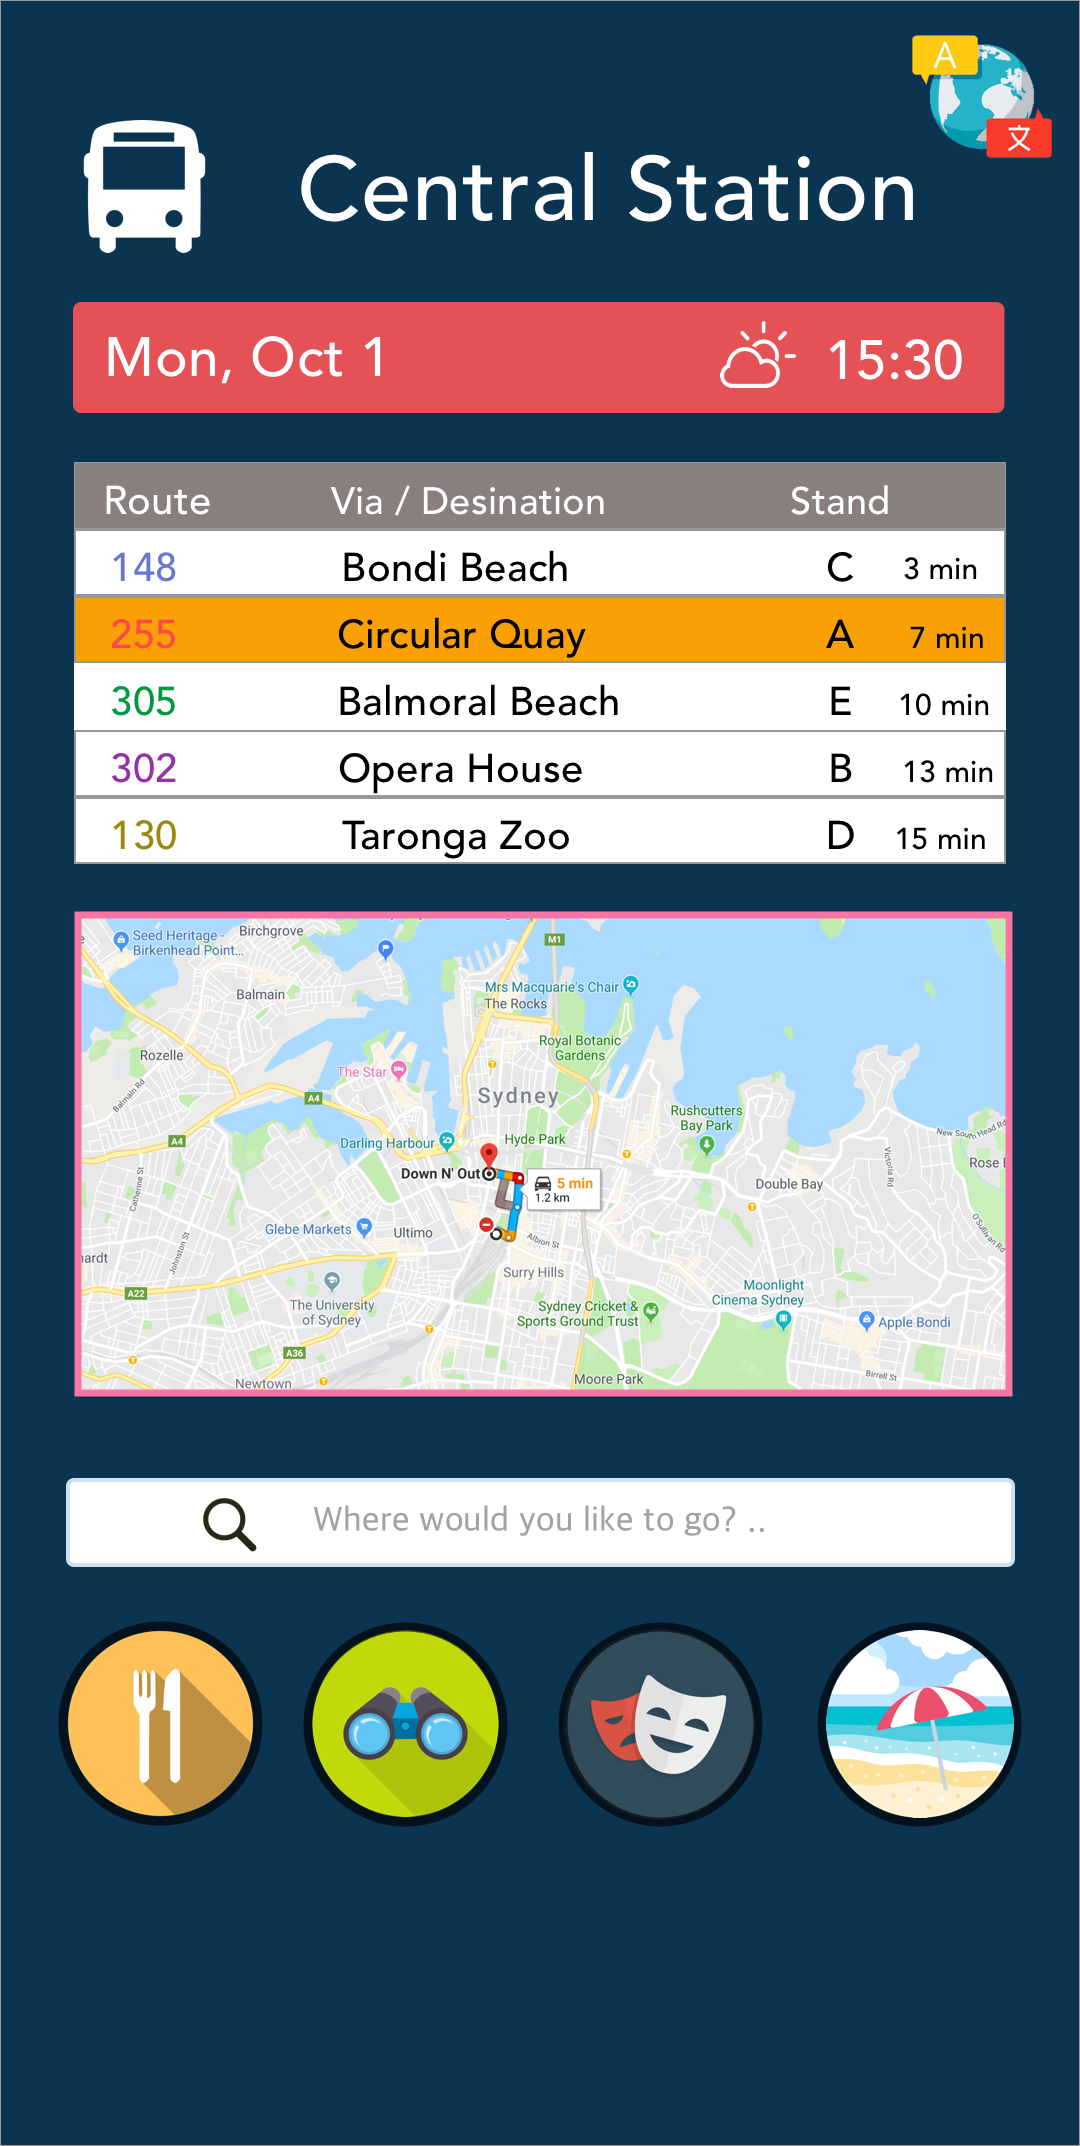 A
文
Central Station
Mon, Oct 1 15:30
Route Via / Desination Stand
148 Bondi Beach C 3 min
255 Circular Quay A 7 min
305 Balmoral Beach E 10 min
302 Opera House B 13 min
130 Taronga Zoo D 15 min
Seed Heritage -
Birkenhead Point...
Birchgrove
M1
Balmain
Mrs Macquarie's Chair
The Rocks
Rozelle
Royal Botanic
Gardens
The Star
Balmain Rd
A4
Sydney
Rushcutters
Bay Park
A4
Darling Harbour
Hyde Park
New South Head Rd
Victoria Rd
Rose
Down N' Out
5 min
1.2 km
Double Bay
Catherine St
Johnston St
Glebe Markets
Ultimo
Albion St
O'Sullivan Rd
ardt
Surry Hills
A22
The University
of Sydney
Moonlight
Cinema Sydney
Sydney Cricket &
Sports Ground Trust
Apple Bondi
A36
Newtown
Moore Park
Birrell St
Where would you like to go? ..